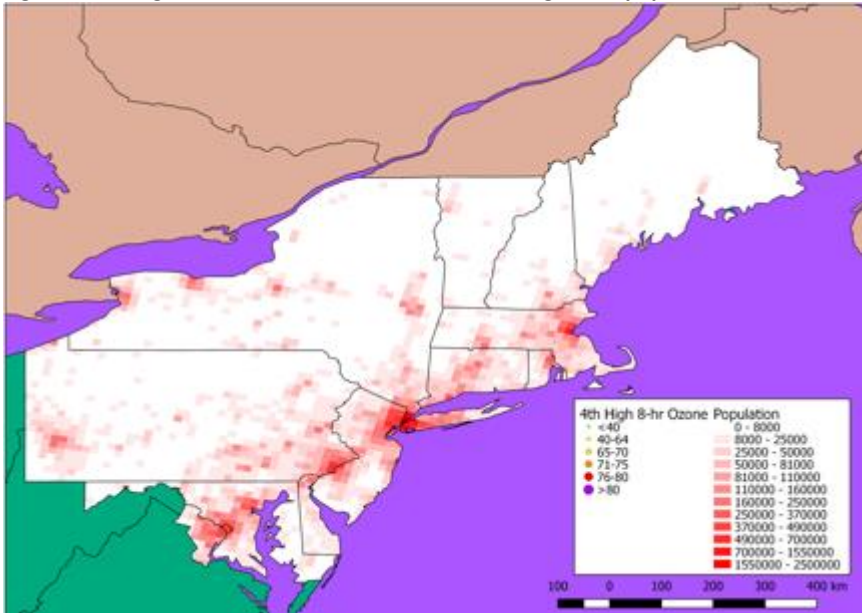 4th High 8-hr Ozone Population
<40 0 - 8000
40-64 8000 - 25000
65-70 25000 - 50000
71-75 50000 - 81000
76-80 81000 - 110000
>80 110000 - 160000
160000 - 250000
250000 - 370000
370000 - 490000
490000 - 700000
700000 - 1550000
1550000 - 2500000
100 0 100 200 300 400 km